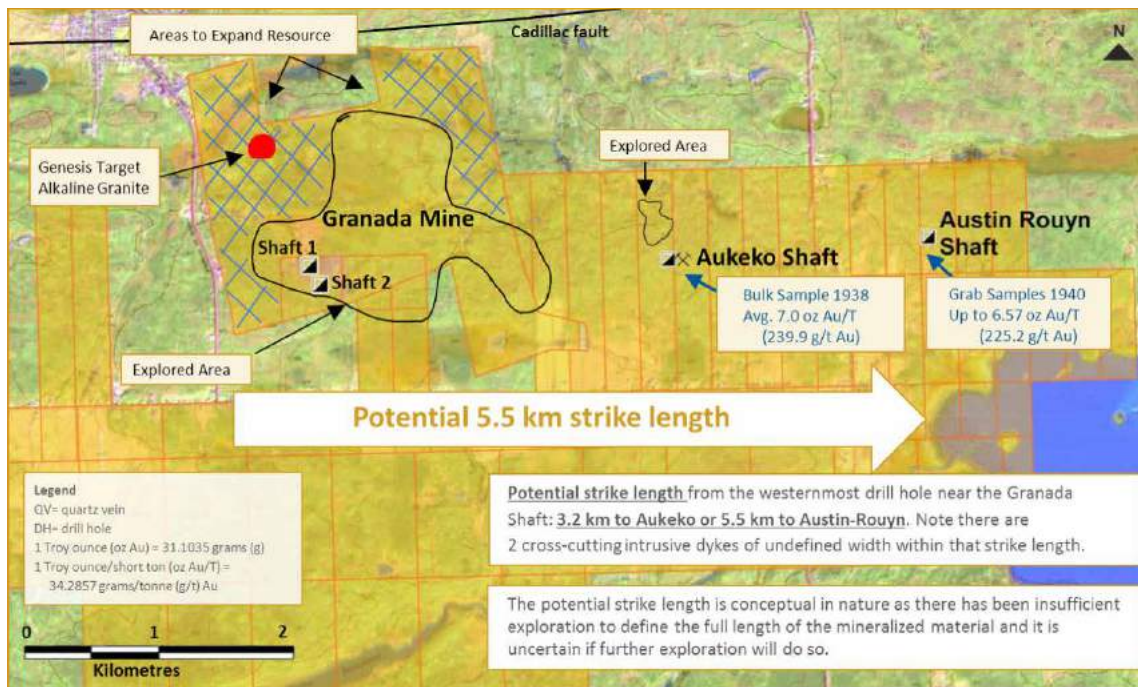 Areas to Expand Resource
Cadillac fault
N
Genesis Target
Alkaline Granite
Explored Area
Granada Mine
Shaft 1
Shaft 2
Aukeko Shaft
Austin Rouyn
Shaft
Bulk Sample 1938
Avg. 7.0 oz Au/T
(239.9 g/t Au)
Grab Samples 1940
Up to 6.57 oz Au/T
(225.2 g/t Au)
Explored Area
Potential 5.5 km strike length
Legend
QV= quartz vein
DH= drill hole
1 Troy ounce (oz Au) = 31.1035 grams (g)
1 Troy ounce/short ton (oz Au/T) =
34.2857 grams/tonne (g/t) Au
0 1 2
Kilometres
Potential strike length from the westernmost drill hole near the Granada
Shaft: 3.2 km to Aukeko or 5.5 km to Austin-Rouyn. Note there are
2 cross-cutting intrusive dykes of undefined width within that strike length.
The potential strike length is conceptual in nature as there has been insufficient
exploration to define the full length of the mineralized material and it is
uncertain if further exploration will do so.